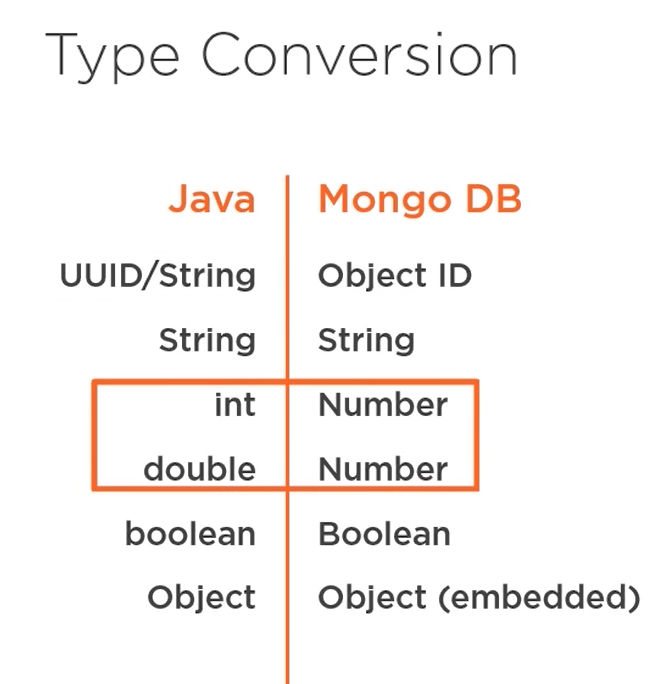 Type Conversion
Java Mongo DB
UUID/String Object ID
String String
int Number
double Number
boolean Boolean
Object Object (embedded)